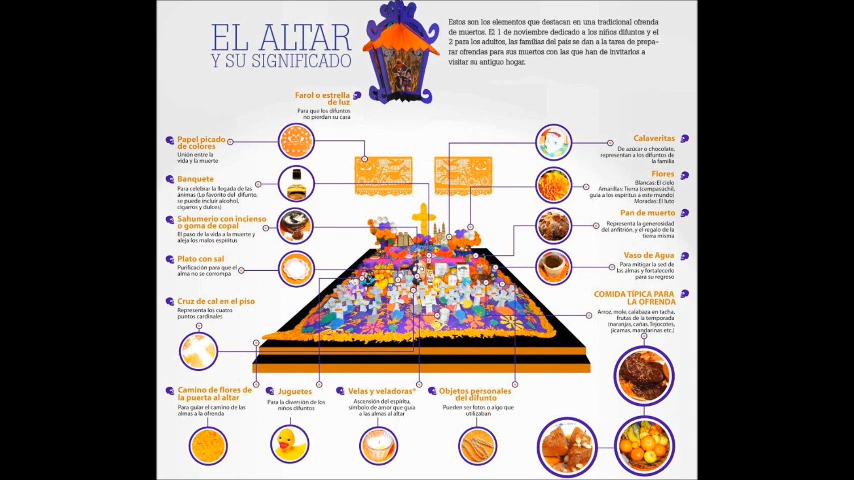 EL ALTAR
Y SU SIGNIFICADO
Estos son los elementos que destacan en una tradicional ofrenda
de muertos. El 1 de noviembre dedicado a los niños difuntos y el
2 para los adultos, las familias del país se dan a la tarea de prepa-
rar ofrendas para sus muertos con las que han de invitarlos a
visitar su antiguo hogar.
Farol o estrella
de luz
Para que los difuntos
no pierdan su casa
Papel picado
de colores
Unión entre la
vida y la muerte
Banquete
Para celebrar la llegada de las
ánimas (Lo favorito del difunto,
se puede incluir alcohol,
cigarros y dulces)
Sahumerio con incienso
o goma de copal
El paso de la vida a la muerte y
aleja los malos espíritus
Plato con sal
Purificación para que el
alma no se corrompa
Cruz de cal en el piso
Representa los cuatro
puntos cardinales
Calaveritas
De azúcar o chocolate,
representan a los difuntos de
la familia
Flores
Blancas: El cielo
Amarillas: Tierra (cempasúchil,
guía a los espíritus a este mundo)
Moradas: El luto
Pan de muerto
Representa la generosidad
del anfitrión, y el regalo de la
tierra misma
Vaso de Agua
Para mitigar la sed de
las almas y fortalecerlo
para su regreso
COMIDA TÍPICA PARA
LA OFRENDA
Arroz, mole, calabaza en tacha,
frutas de la temporada
(naranjas, cañas, Tejocotes,
jícamas, mandarinas etc.)
Camino de flores de
la puerta al altar
Para guiar el camino de las
almas a la ofrenda
Juguetes
Para la diversión de los
niños difuntos
Velas y veladoras*
Ascensión del espíritu,
símbolo de amor que guía
a las almas al altar
Objetos personales
del difunto
Pueden ser fotos o algo que
utilizaban